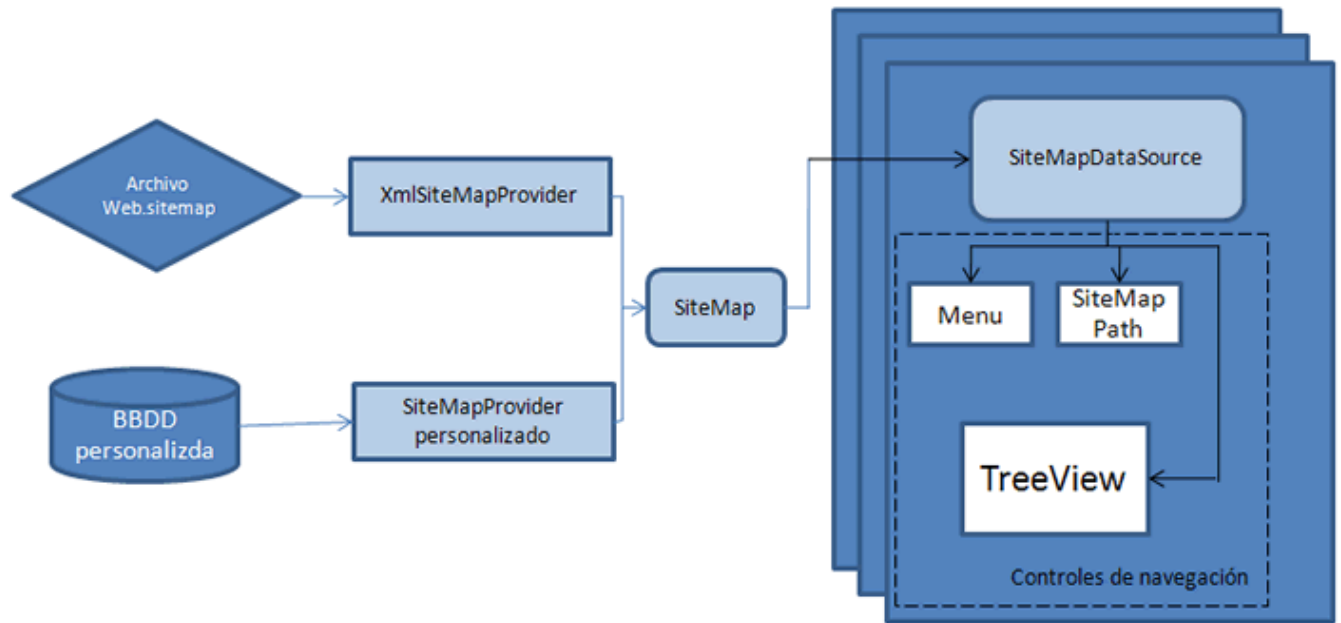 Archivo
Web.sitemap
XmlSiteMapProvider
BBDD
personalizda
SiteMapProvider
personalizado
SiteMap
SiteMapDataSource
Menu
SiteMap
Path
TreeView
Controles de navegación